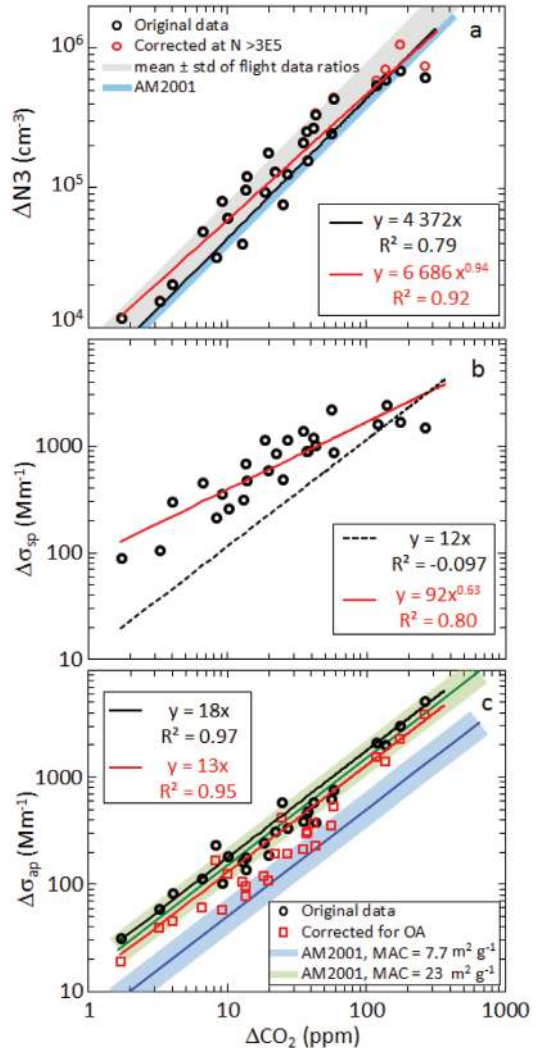 a
Original data
Corrected at N >3E5
mean ± std of flight data ratios
AM2001
10⁶
10⁵
10⁴
ΔN3 (cm⁻³)
y = 4 372x
R² = 0.79
y = 6 686 x^0.94
R² = 0.92
b
1000
100
10
Δσsp (Mm⁻¹)
y = 12x
R² = -0.097
y = 92x^0.63
R² = 0.80
c
y = 18x
R² = 0.97
y = 13x
R² = 0.95
1000
100
10
Δσap (Mm⁻¹)
Original data
Corrected for OA
AM2001, MAC = 7.7 m² g⁻¹
AM2001, MAC = 23 m² g⁻¹
1 10 100 1000
ΔCO₂ (ppm)